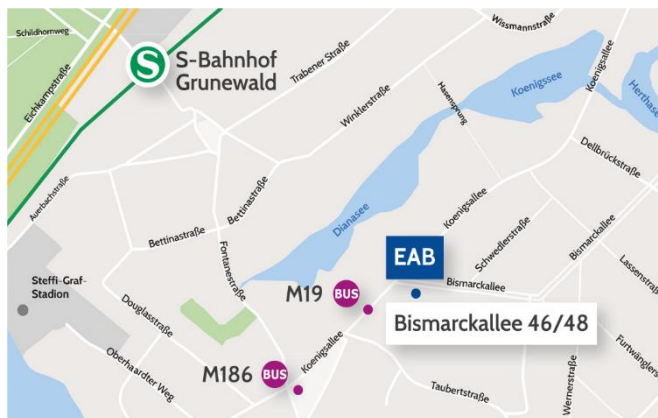 Schildhornweg
Eichkampstraße
S
S-Bahnhof
Grunewald
Trabener Straße
Wissmannstraße
Koenigsallee
Koenigssee
Herthasee
Winklerstraße
Hasensprung
Auerbachstraße
Dellbrückstraße
Bettinastraße
Bettinastraße
Fontanestraße
Dianasee
Koenigsallee
Schwedlerstraße
Bismarckallee
Lassenstraße
EAB
Bismarckallee
Steffi-Graf-
Stadion
M19
BUS
Bismarckallee 46/48
Douglasstraße
Oberhaardter Weg
M186
BUS
Koenigsallee
Taubertstraße
Wernerstraße